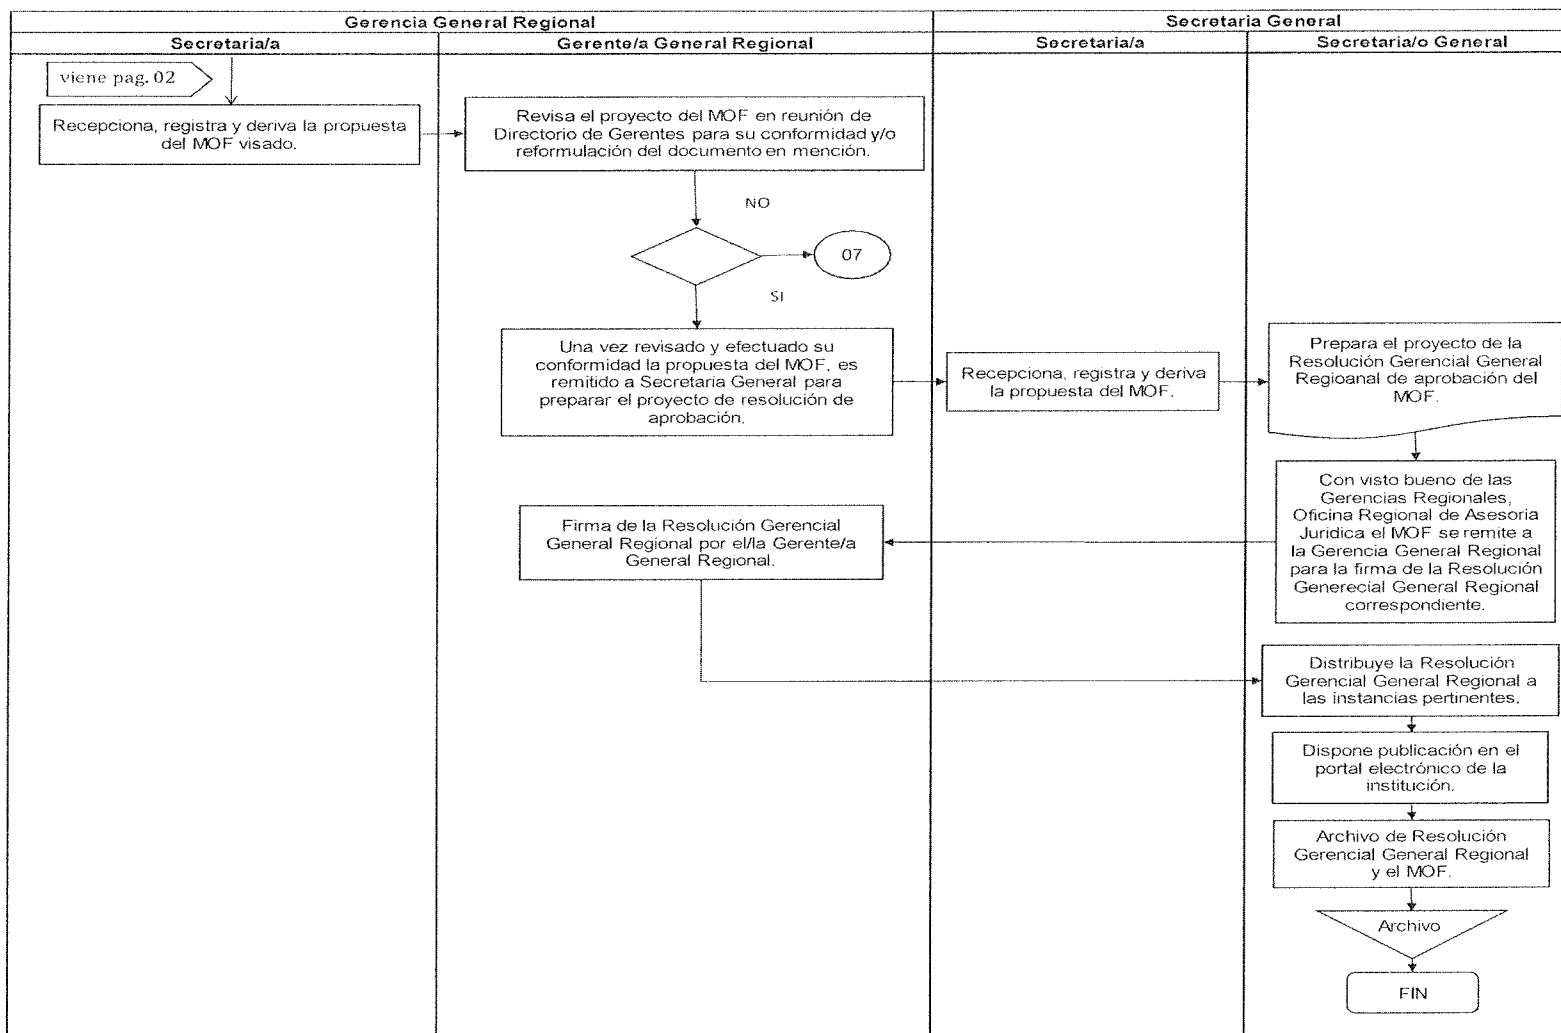 Gerencia General Regional
Secretaria General
Secretaria/a
Gerente/a General Regional
Secretaria/a
Secretaria/o General
viene pag. 02
Recepciona, registra y deriva la propuesta
del MOF visado.
Revisa el proyecto del MOF en reunión de
Directorio de Gerentes para su conformidad y/o
reformulación del documento en mención.
NO
07
SI
Una vez revisado y efectuado su
conformidad la propuesta del MOF, es
remitido a Secretaria General para
preparar el proyecto de resolución de
aprobación.
Recepciona, registra y deriva
la propuesta del MOF.
Prepara el proyecto de la
Resolución Gerencial General
Regioanal de aprobación del
MOF.
Con visto bueno de las
Gerencias Regionales,
Oficina Regional de Asesoria
Juridica el MOF se remite a
la Gerencia General Regional
para la firma de la Resolución
Generecial General Regional
correspondiente.
Firma de la Resolución Gerencial
General Regional por el/la Gerente/a
General Regional.
Distribuye la Resolución
Gerencial General Regional a
las instancias pertinentes.
Dispone publicación en el
portal electrónico de la
institución.
Archivo de Resolución
Gerencial General Regional
y el MOF.
Archivo
FIN